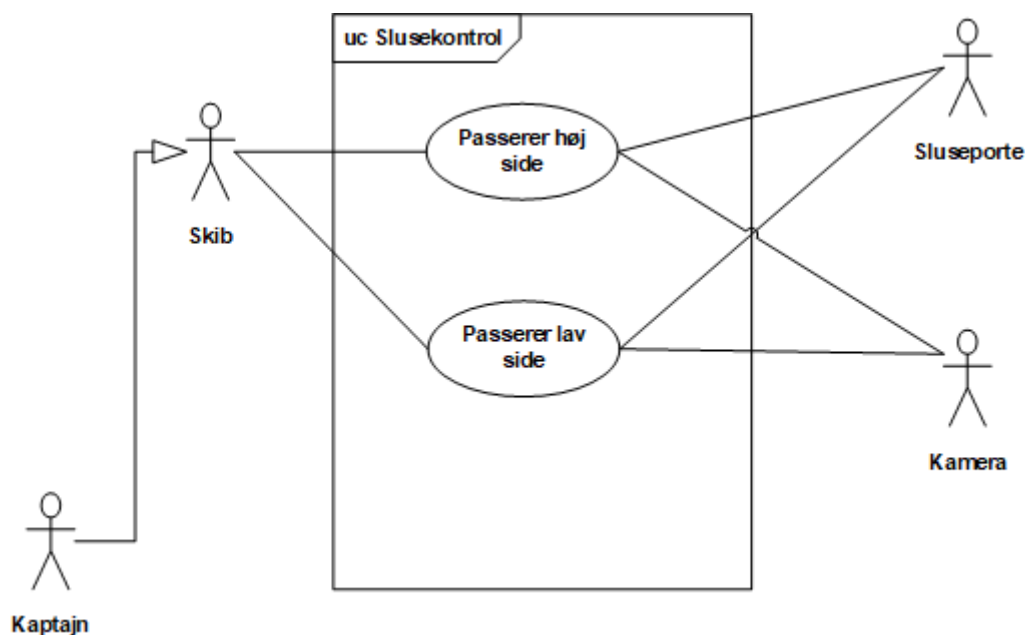 uc Slusekontrol
Passerer høj
side
Sluseporte
Skib
Passerer lav
side
Kamera
Kaptajn